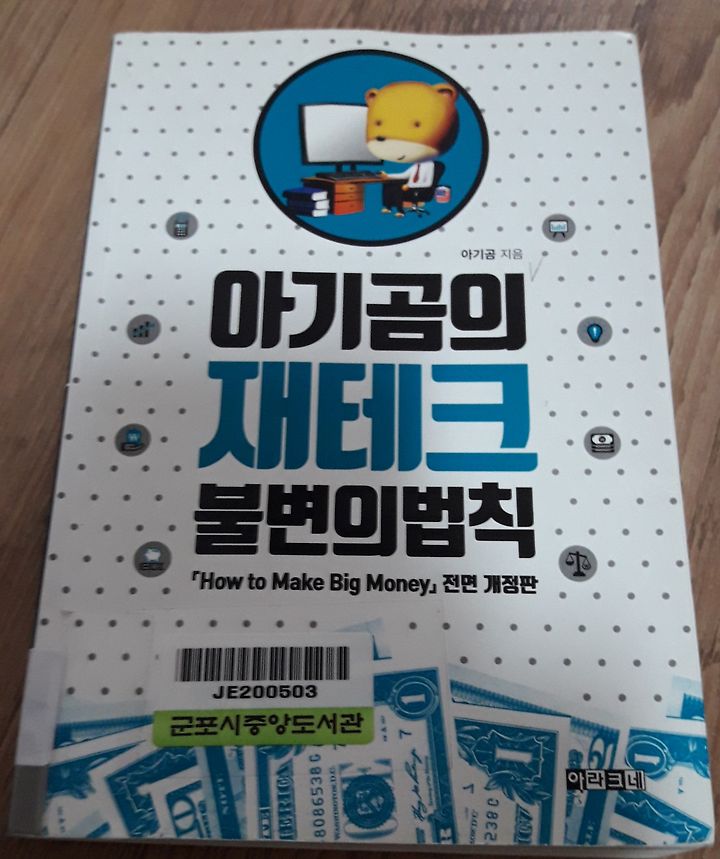 아기곰 지음
아기곰의
재테크
불변의법칙
「How to Make Big Money」 전면 개정판
JE200503
군포시중앙도서관
아라크네